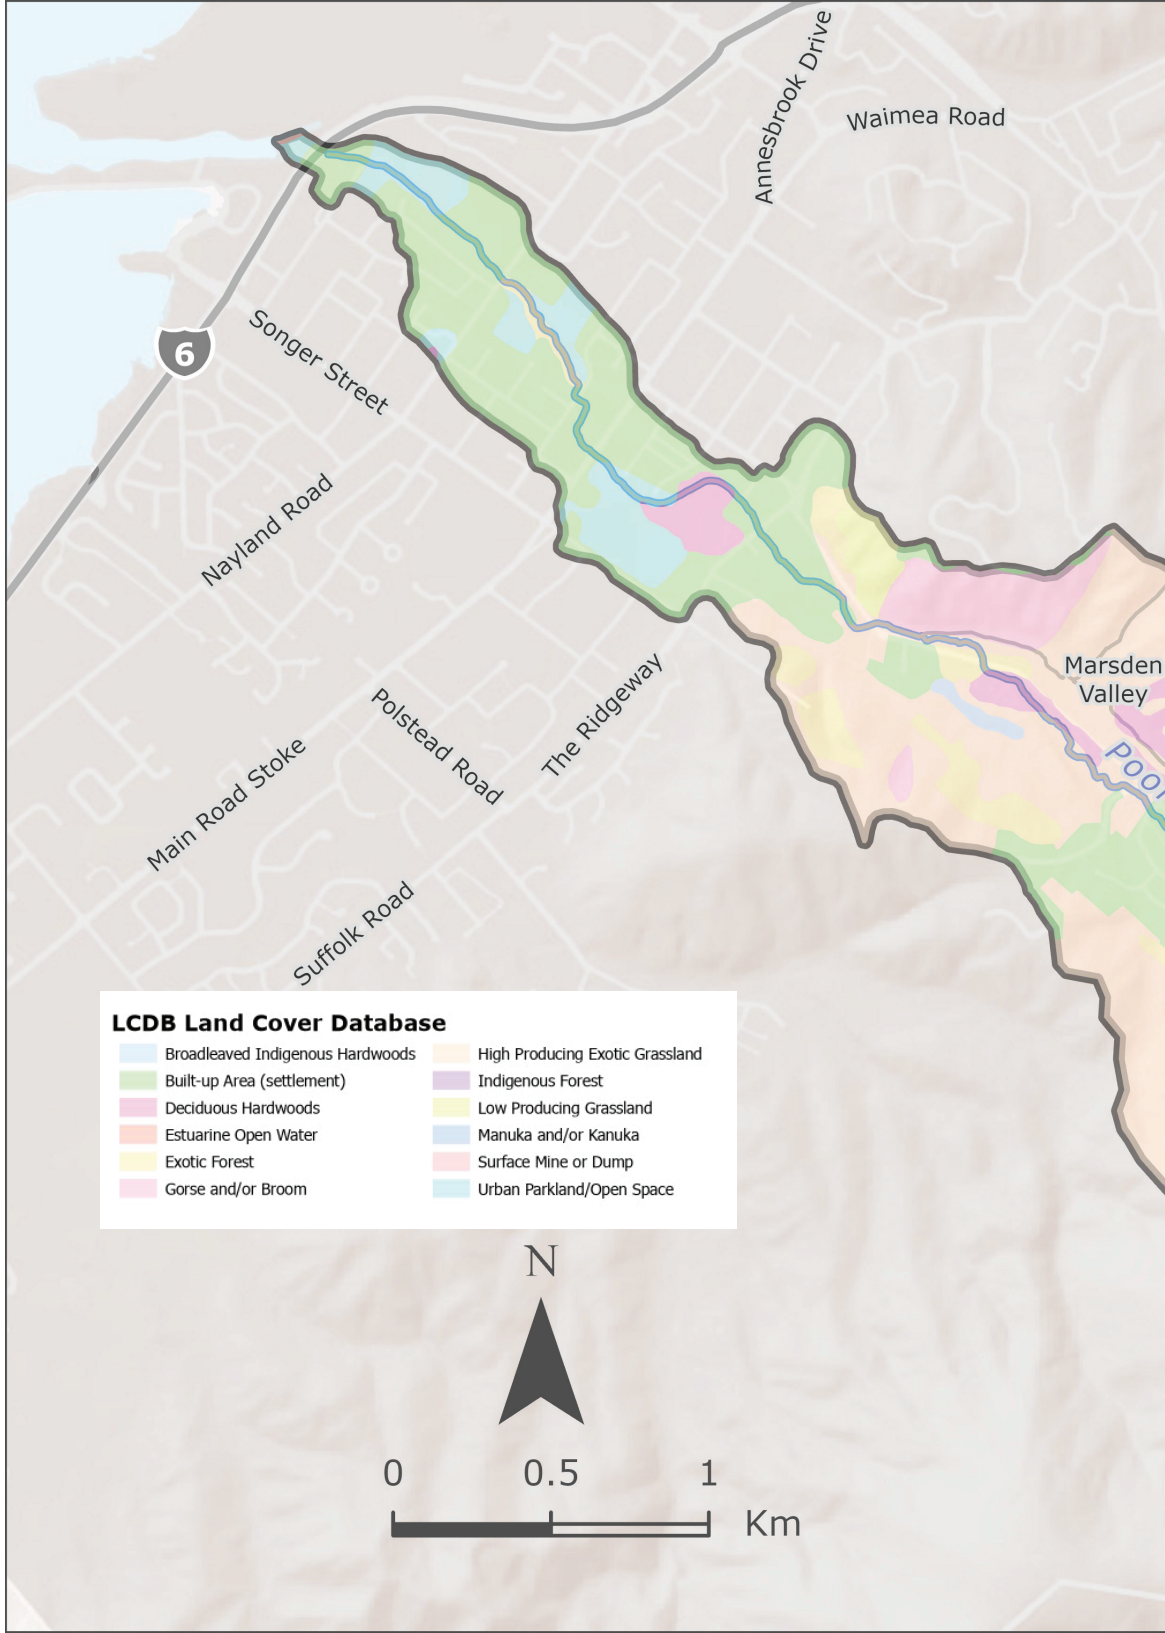 Annesbrook Drive
Waimea Road
6
Songer Street
Nayland Road
Marsden
Valley
Polstead Road
The Ridgeway
Main Road Stoke
Suffolk Road
LCDB Land Cover Database
Broadleaved Indigenous Hardwoods
Built-up Area (settlement)
Deciduous Hardwoods
Estuarine Open Water
Exotic Forest
Gorse and/or Broom
High Producing Exotic Grassland
Indigenous Forest
Low Producing Grassland
Manuka and/or Kanuka
Surface Mine or Dump
Urban Parkland/Open Space
N
0 0.5 1
Km